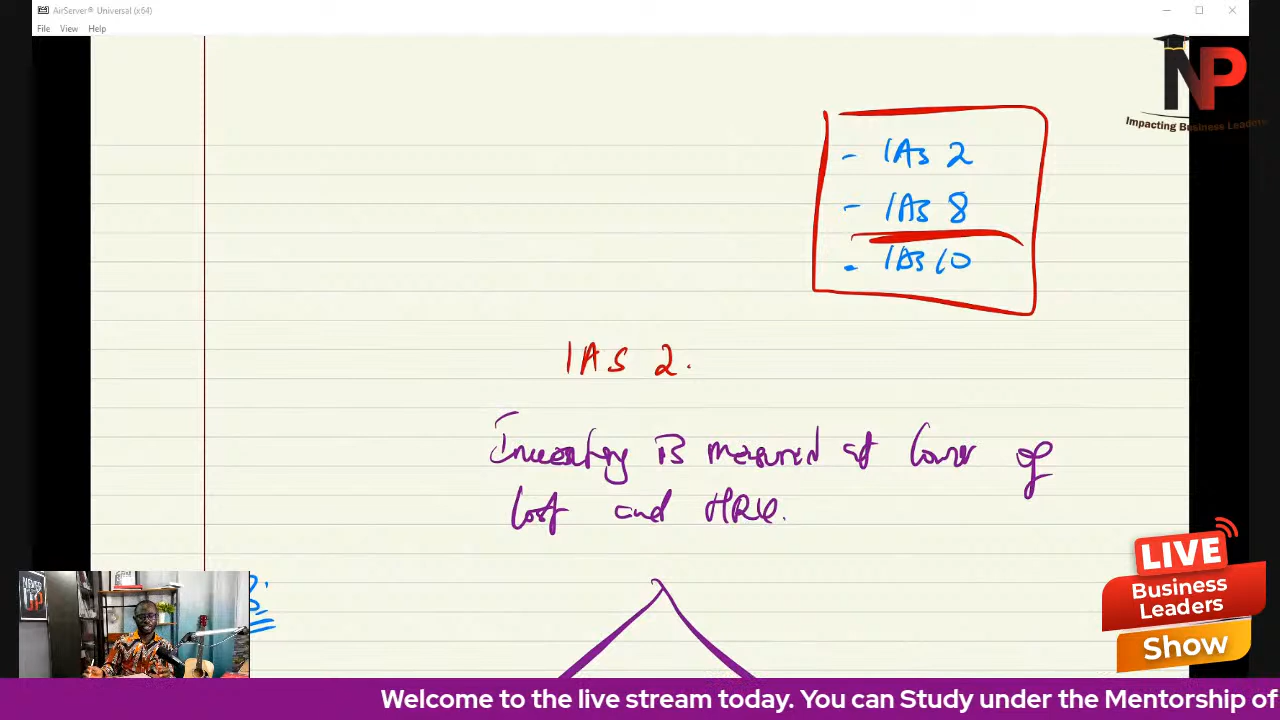 AirServer® Universal (x64)
File View Help
NP
Impacting Business Leaders
- IAS 2
- IAS 8
- IAS 10
IAS 2.
Inventory is measured at lower of
Cost and NRV.
LIVE
Business
Leaders
Show
Welcome to the live stream today. You can Study under the Mentorship of